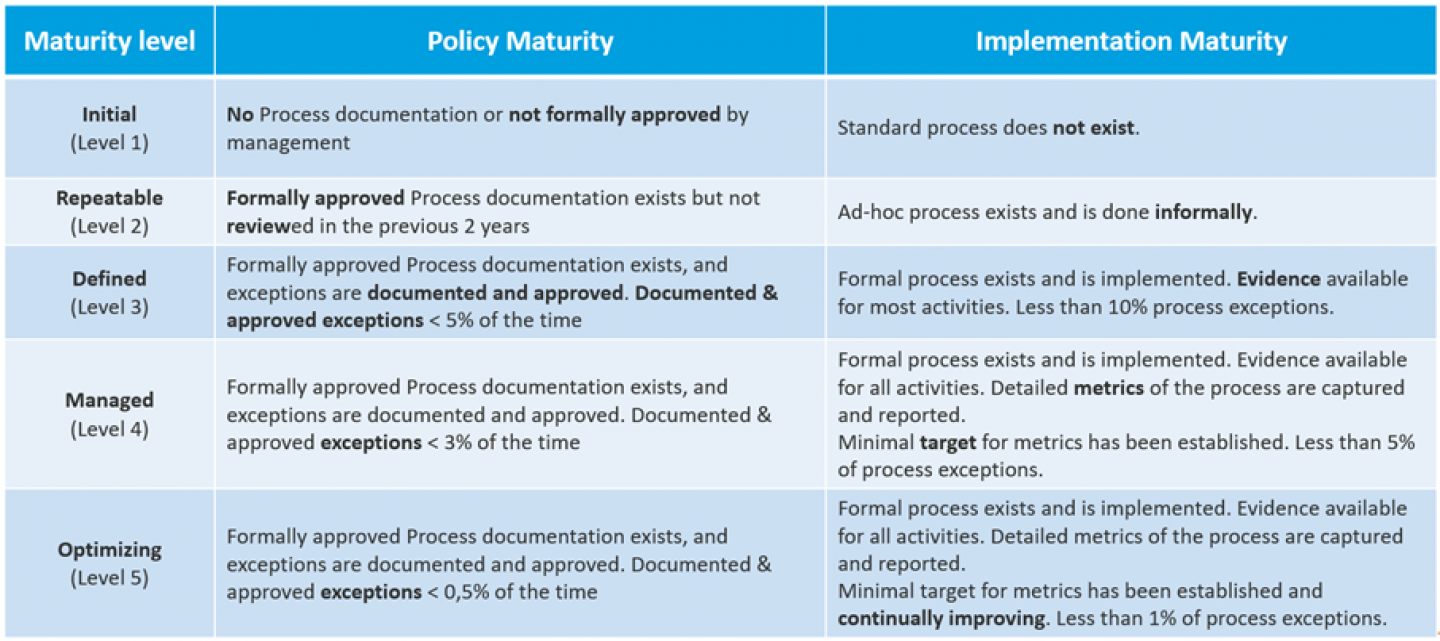 Maturity level
Policy Maturity
Implementation Maturity
Initial
(Level 1)
No Process documentation or not formally approved by
management
Standard process does not exist.
Repeatable
(Level 2)
Formally approved Process documentation exists but not
reviewed in the previous 2 years
Ad-hoc process exists and is done informally.
Defined
(Level 3)
Formally approved Process documentation exists, and
exceptions are documented and approved. Documented &
approved exceptions < 5% of the time
Formal process exists and is implemented. Evidence available
for most activities. Less than 10% process exceptions.
Managed
(Level 4)
Formally approved Process documentation exists, and
exceptions are documented and approved. Documented &
approved exceptions < 3% of the time
Formal process exists and is implemented. Evidence available
for all activities. Detailed metrics of the process are captured
and reported.
Minimal target for metrics has been established. Less than 5%
of process exceptions.
Optimizing
(Level 5)
Formally approved Process documentation exists, and
exceptions are documented and approved. Documented &
approved exceptions < 0,5% of the time
Formal process exists and is implemented. Evidence available
for all activities. Detailed metrics of the process are captured
and reported.
Minimal target for metrics has been established and
continually improving. Less than 1% of process exceptions.